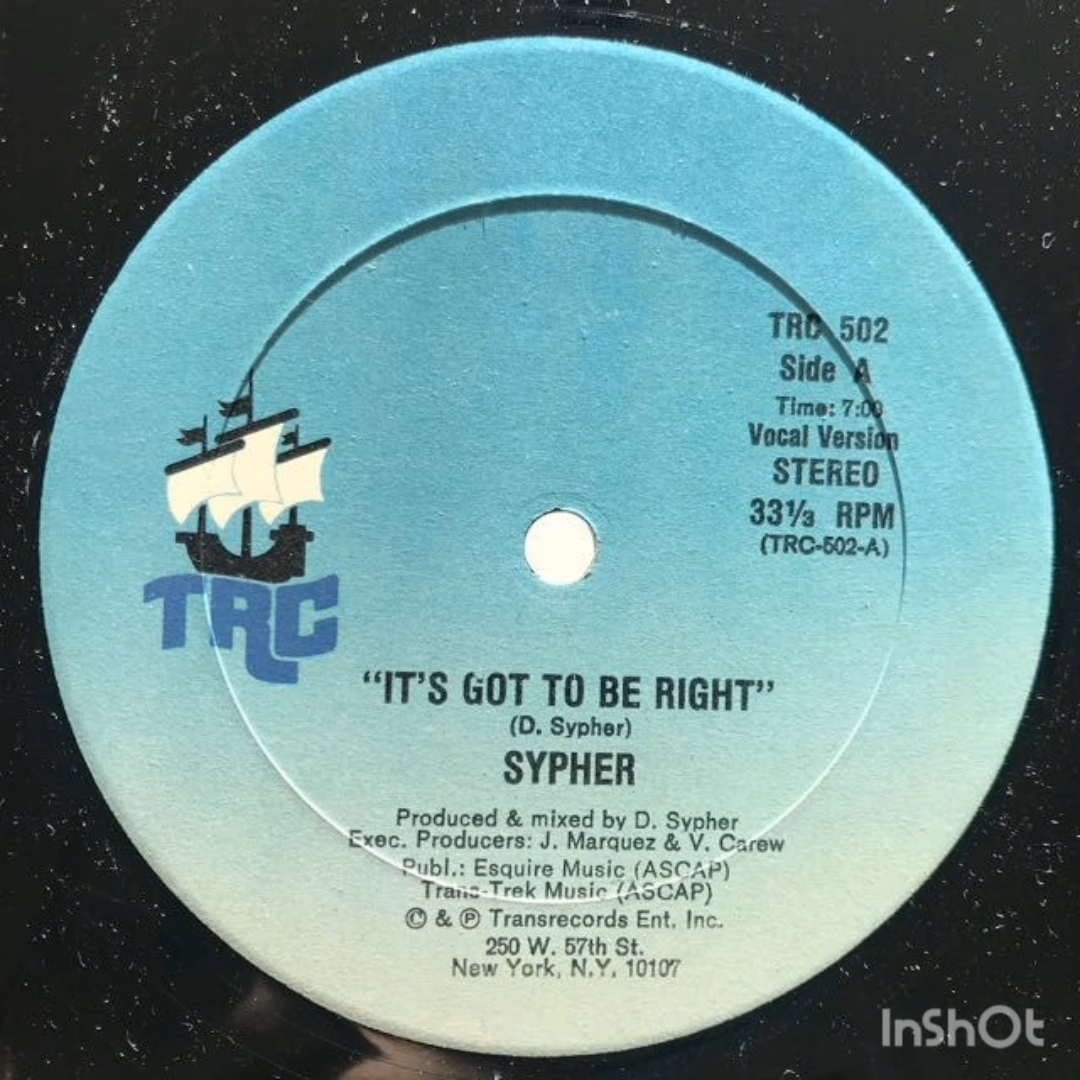 TRC 502
Side A
Time: 7:00
Vocal Version
STEREO
33⅓ RPM
(TRC-502-A)
TRC
“IT'S GOT TO BE RIGHT”
(D. Sypher)
SYPHER
Produced & mixed by D. Sypher
Exec. Producers: J. Marquez & V. Carew
Publ.: Esquire Music (ASCAP)
Trans-Trek Music (ASCAP)
© & ℗ Transrecords Ent. Inc.
250 W. 57th St.
New York, N.Y. 10107
InShOt